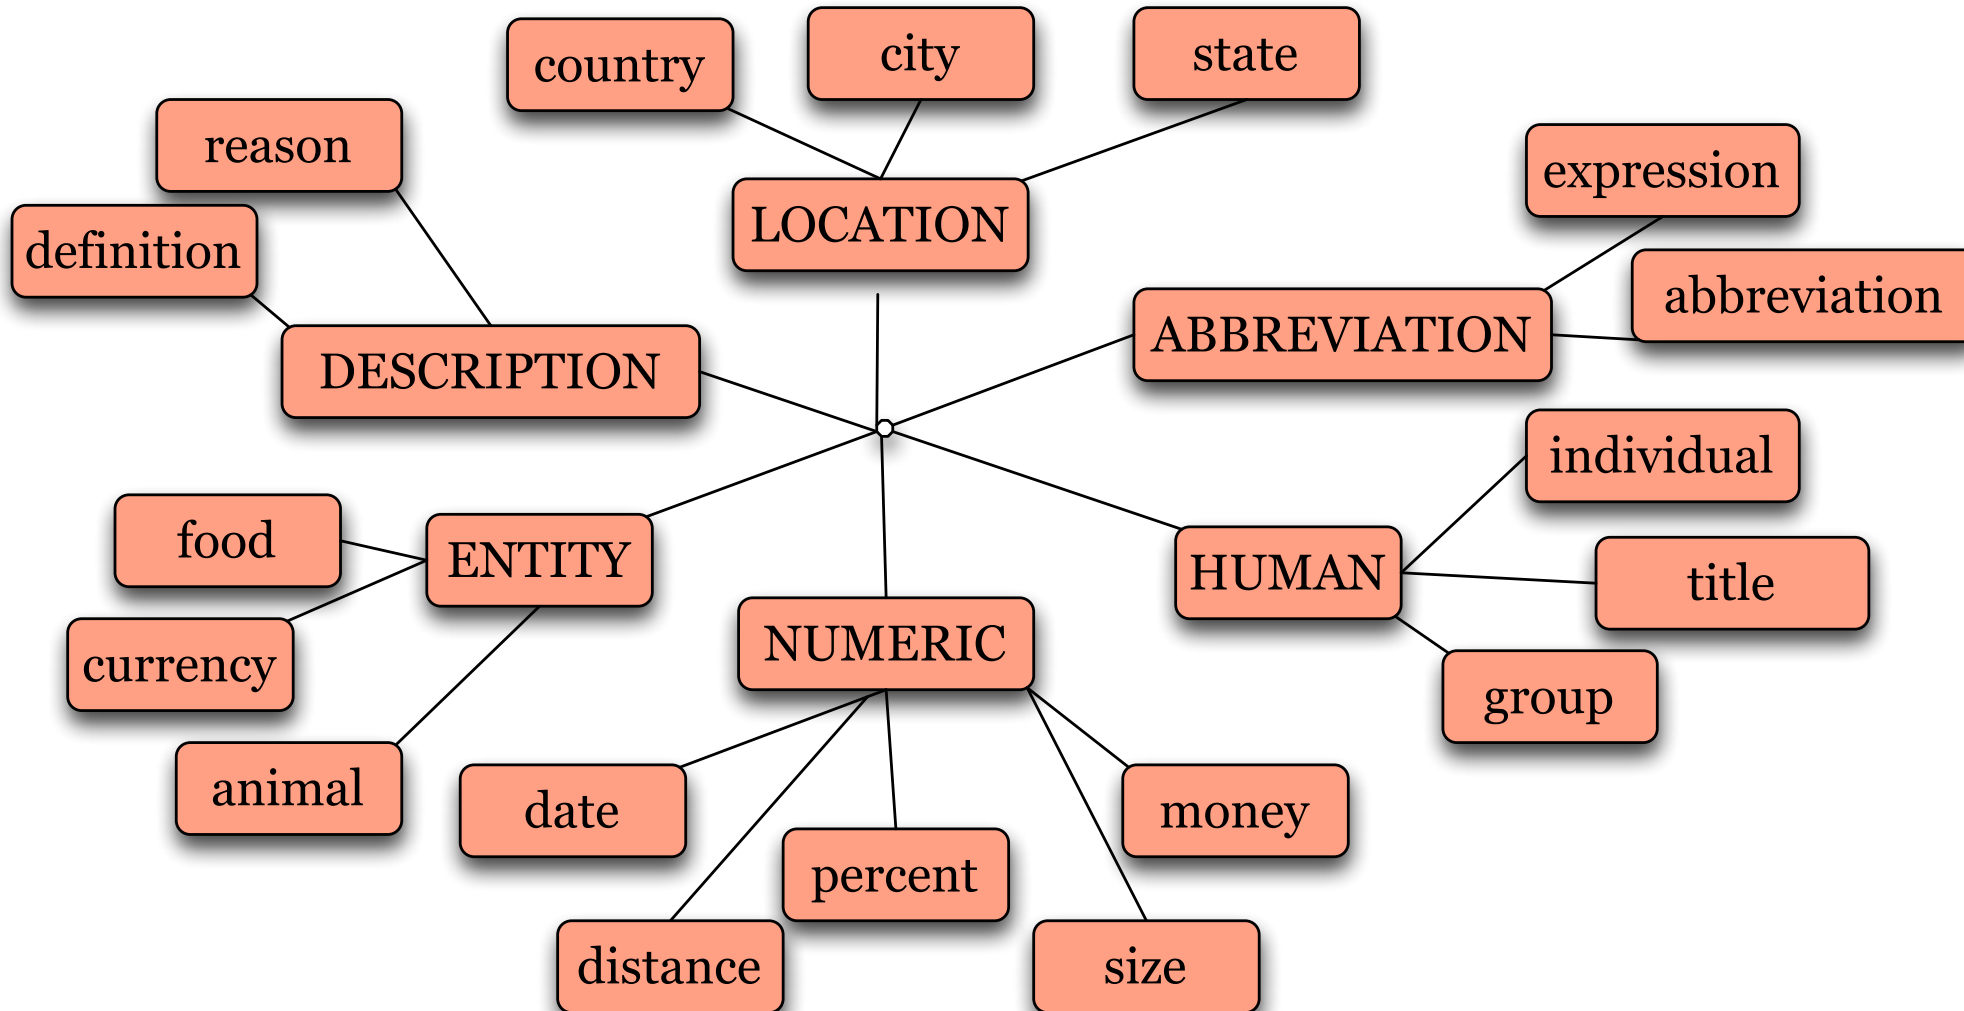 country
city
state
reason
expression
LOCATION
definition
abbreviation
ABBREVIATION
DESCRIPTION
individual
food
ENTITY
HUMAN
title
NUMERIC
currency
group
animal
date
money
percent
distance
size